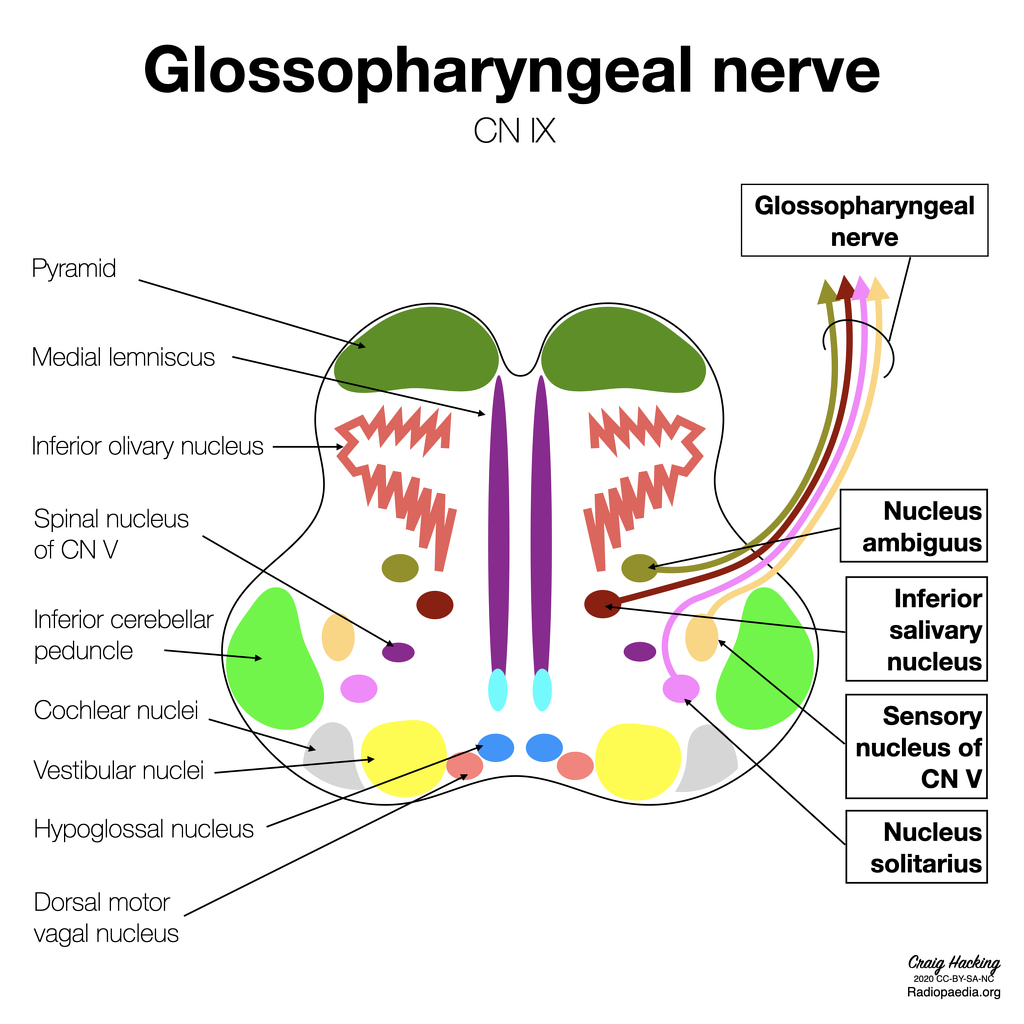 Glossopharyngeal nerve
CN IX
Glossopharyngeal
nerve
Pyramid
Medial lemniscus
Inferior olivary nucleus
Spinal nucleus
of CN V
Inferior cerebellar
peduncle
Cochlear nuclei
Vestibular nuclei
Hypoglossal nucleus
Dorsal motor
vagal nucleus
Nucleus
ambiguus
Inferior
salivary
nucleus
Sensory
nucleus of
CN V
Nucleus
solitarius
Craig Hacking
2020 CC-BY-SA-NC
Radiopaedia.org